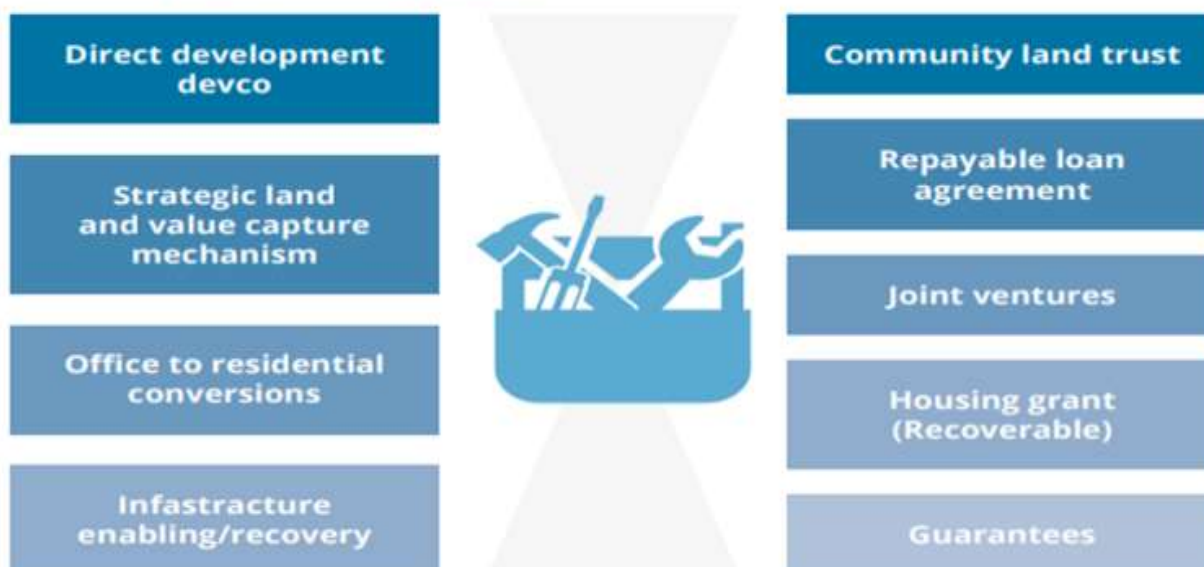 Direct development
devco
Strategic land
and value capture
mechanism
Office to residential
conversions
Infastracture
enabling/recovery
Community land trust
Repayable loan
agreement
Joint ventures
Housing grant
(Recoverable)
Guarantees